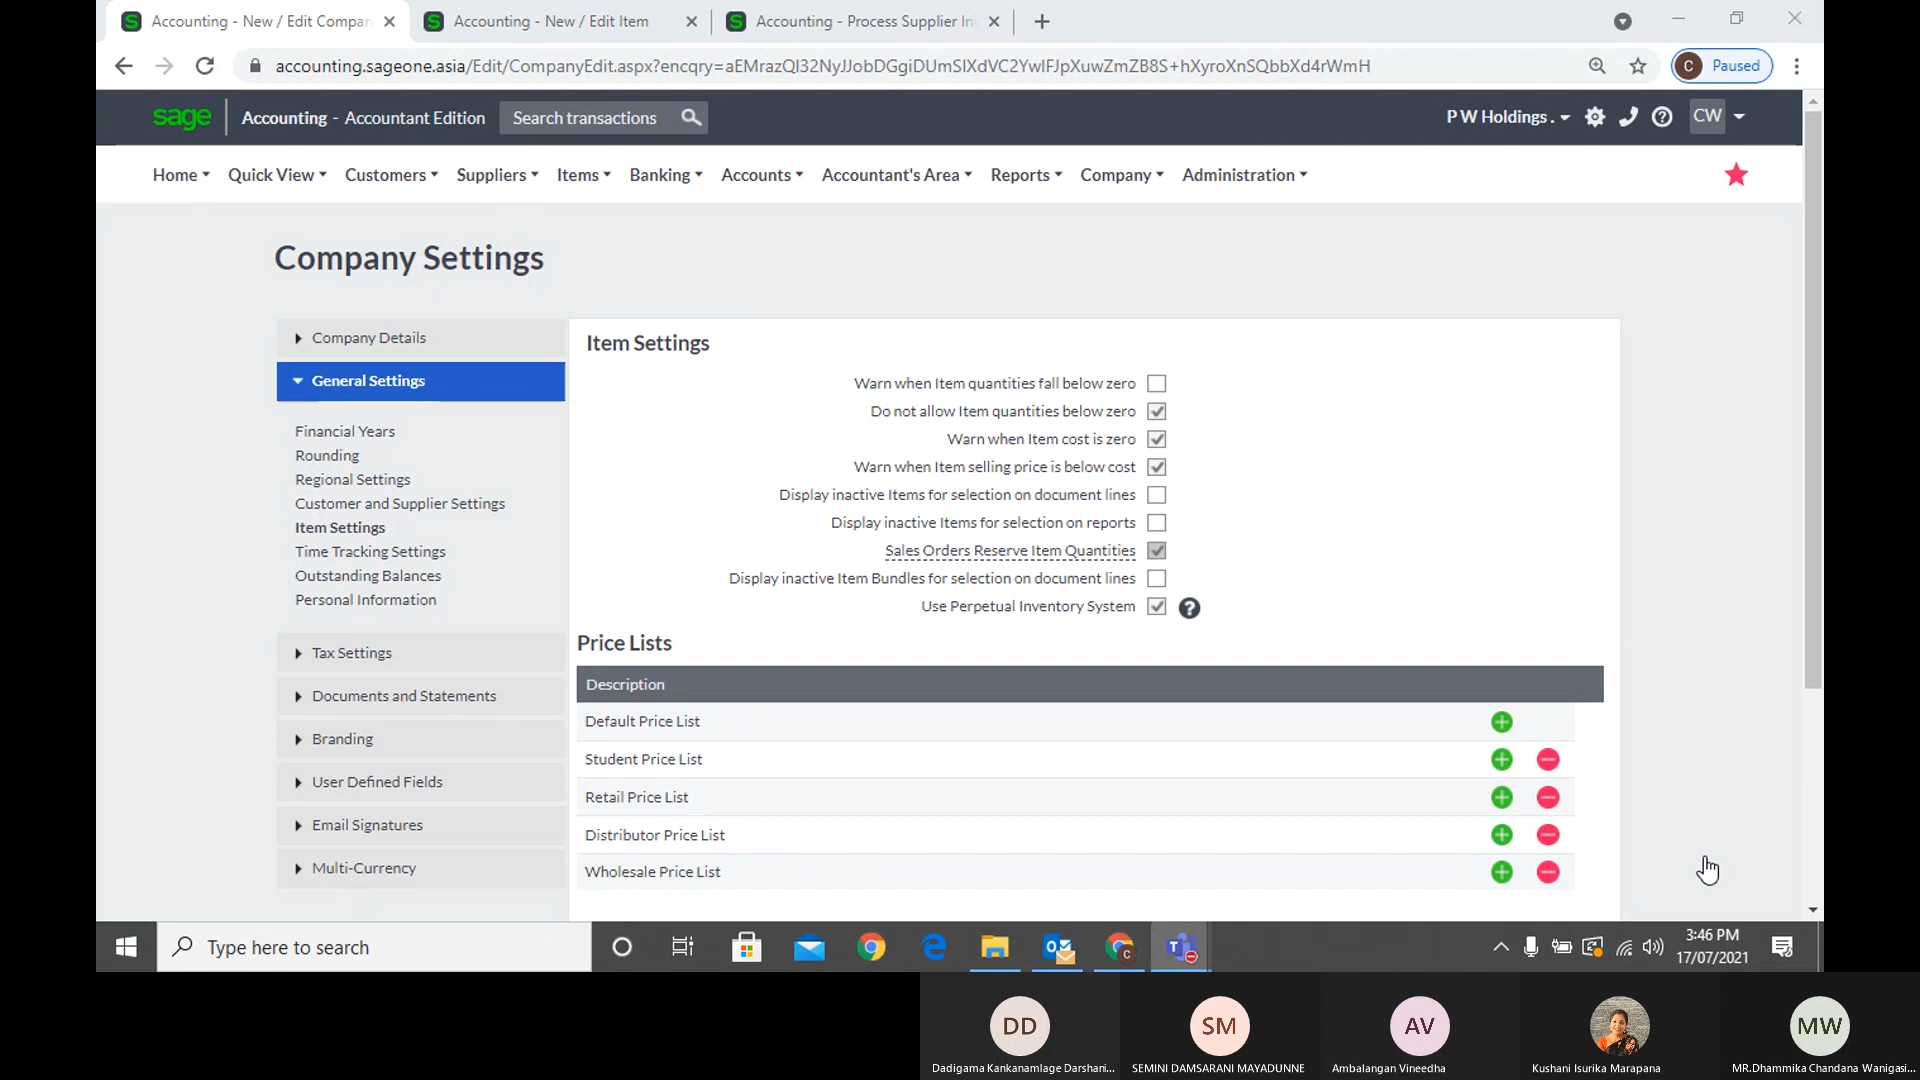 Accounting - New / Edit Compan
Accounting - New / Edit Item
Accounting - Process Supplier In
accounting.sageone.asia/Edit/CompanyEdit.aspx?encqry=aEMrazQI32NyJJobDGgiDUmSIXdVC2YwIFJpXuwZmZB8S+hXyroXnSQbbXd4rWmH
C Paused
sage Accounting - Accountant Edition
Search transactions
P W Holdings .
CW
Home Quick View Customers Suppliers Items Banking Accounts Accountant's Area Reports Company Administration
Company Settings
Company Details
General Settings
Financial Years
Rounding
Regional Settings
Customer and Supplier Settings
Item Settings
Time Tracking Settings
Outstanding Balances
Personal Information
Tax Settings
Documents and Statements
Branding
User Defined Fields
Email Signatures
Multi-Currency
Item Settings
Warn when Item quantities fall below zero
Do not allow Item quantities below zero
Warn when Item cost is zero
Warn when Item selling price is below cost
Display inactive Items for selection on document lines
Display inactive Items for selection on reports
Sales Orders Reserve Item Quantities
Display inactive Item Bundles for selection on document lines
Use Perpetual Inventory System
Price Lists
Description
Default Price List
Student Price List
Retail Price List
Distributor Price List
Wholesale Price List
Type here to search
3:46 PM
17/07/2021
DD
SM
AV
MW
Dadigama Kankanamlage Darshani...
SEMINI DAMSARANI MAYADUNNE
Ambalangan Vineedha
Kushani Isurika Marapana
MR.Dhammika Chandana Wanigasi...